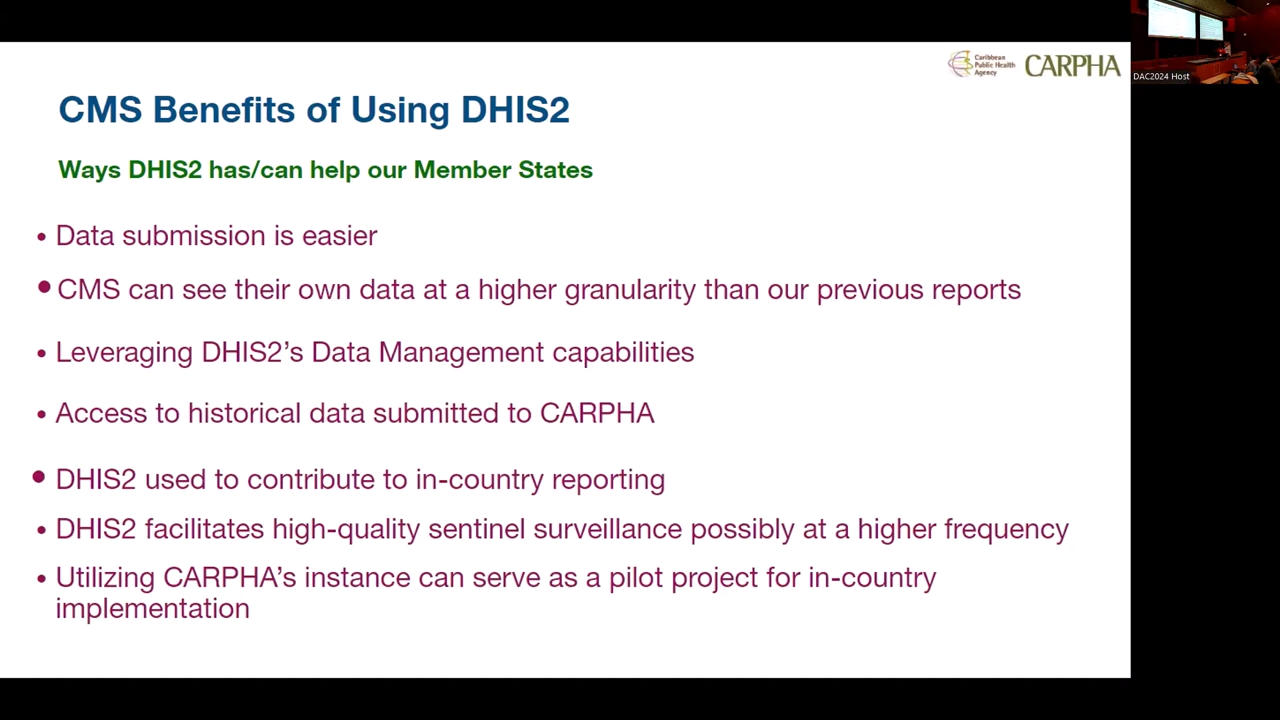 Caribbean
Public Health
Agency
CARPHA
DAC2024 Host
CMS Benefits of Using DHIS2
Ways DHIS2 has/can help our Member States
• Data submission is easier
• CMS can see their own data at a higher granularity than our previous reports
• Leveraging DHIS2’s Data Management capabilities
• Access to historical data submitted to CARPHA
• DHIS2 used to contribute to in-country reporting
• DHIS2 facilitates high-quality sentinel surveillance possibly at a higher frequency
• Utilizing CARPHA’s instance can serve as a pilot project for in-country
implementation